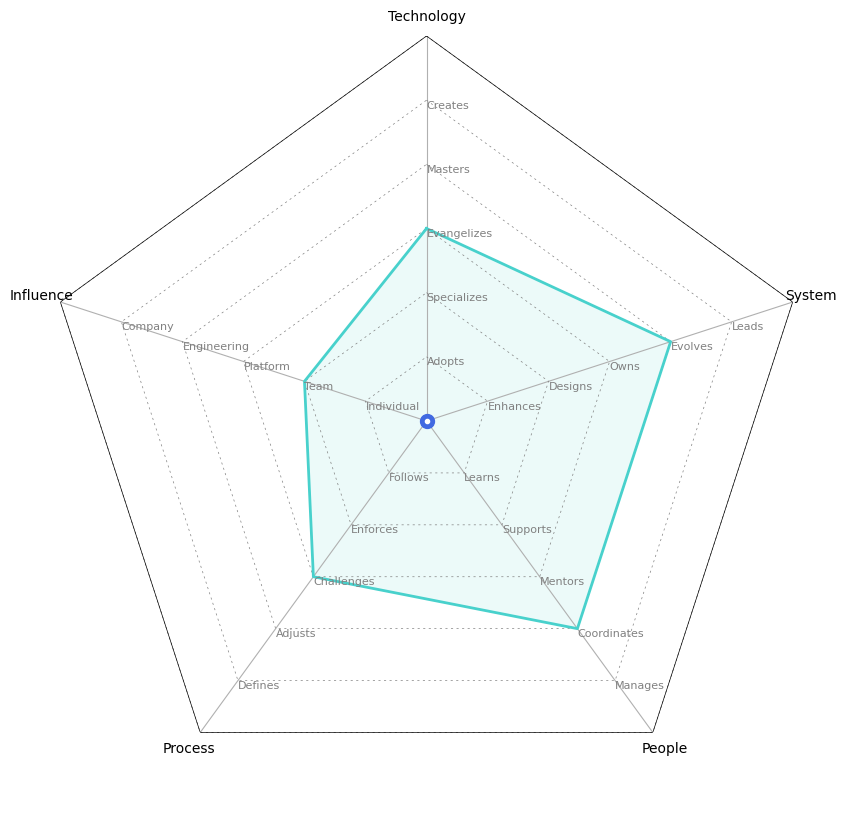 Technology
Creates
Masters
Evangelizes
Specializes
Adopts
System
Leads
Evolves
Owns
Designs
Enhances
Influence
Company
Engineering
Platform
Team
Individual
Follows
Enforces
Challenges
Adjusts
Defines
Process
Learns
Supports
Mentors
Coordinates
Manages
People